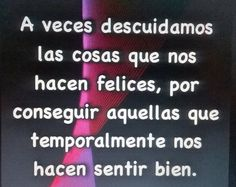 A veces descuidamos
las cosas que nos
hacen felices, por
conseguir aquellas que
temporalmente nos
hacen sentir bien.